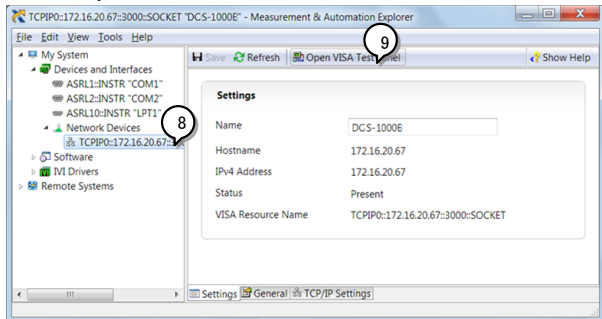 TCPIP0::172.16.20.67::3000::SOCKET "DCS-1000E" - Measurement & Automation Explorer
File Edit View Tools Help
My System
Devices and Interfaces
ASRL1::INSTR "COM1"
ASRL2::INSTR "COM2"
ASRL10::INSTR "LPT1"
Network Devices
TCPIP0::172.16.20.67::3
Software
IVI Drivers
Remote Systems
8
9
Save Refresh Open VISA Test Panel Show Help
Settings
Name DCS-1000E
Hostname 172.16.20.67
IPv4 Address 172.16.20.67
Status Present
VISA Resource Name TCPIP0::172.16.20.67::3000::SOCKET
Settings General TCP/IP Settings